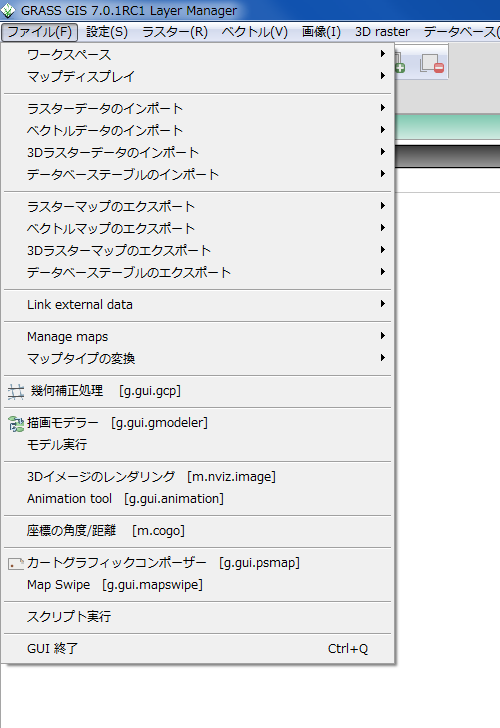 GRASS GIS 7.0.1RC1 Layer Manager
ファイル(F) 設定(S) ラスター(R) ベクトル(V) 画像(I) 3D raster データベース(
ワークスペース
マップディスプレイ
ラスターデータのインポート
ベクトルデータのインポート
3Dラスターデータのインポート
データベーステーブルのインポート
ラスターマップのエクスポート
ベクトルマップのエクスポート
3Dラスターマップのエクスポート
データベーステーブルのエクスポート
Link external data
Manage maps
マップタイプの変換
幾何補正処理 [g.gui.gcp]
描画モデラー [g.gui.gmodeler]
モデル実行
3Dイメージのレンダリング [m.nviz.image]
Animation tool [g.gui.animation]
座標の角度/距離 [m.cogo]
カートグラフィックコンポーザー [g.gui.psmap]
Map Swipe [g.gui.mapswipe]
スクリプト実行
GUI 終了 Ctrl+Q